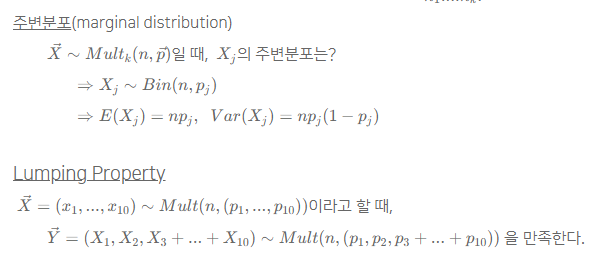 주변분포(marginal distribution)
$\vec{X} \sim Mult_k(n, \vec{p})$일 때, $X_j$의 주변분포는?
$\Rightarrow X_j \sim Bin(n, p_j)$
$\Rightarrow E(X_j) = np_j, \ Var(X_j) = np_j(1 - p_j)$
Lumping Property
$\vec{X} = (x_1, ..., x_{10}) \sim Mult(n, (p_1, ..., p_{10}))$이라고 할 때,
$\vec{Y} = (X_1, X_2, X_3 + ... + X_{10}) \sim Mult(n, (p_1, p_2, p_3 + ... + p_{10}))$ 을 만족한다.